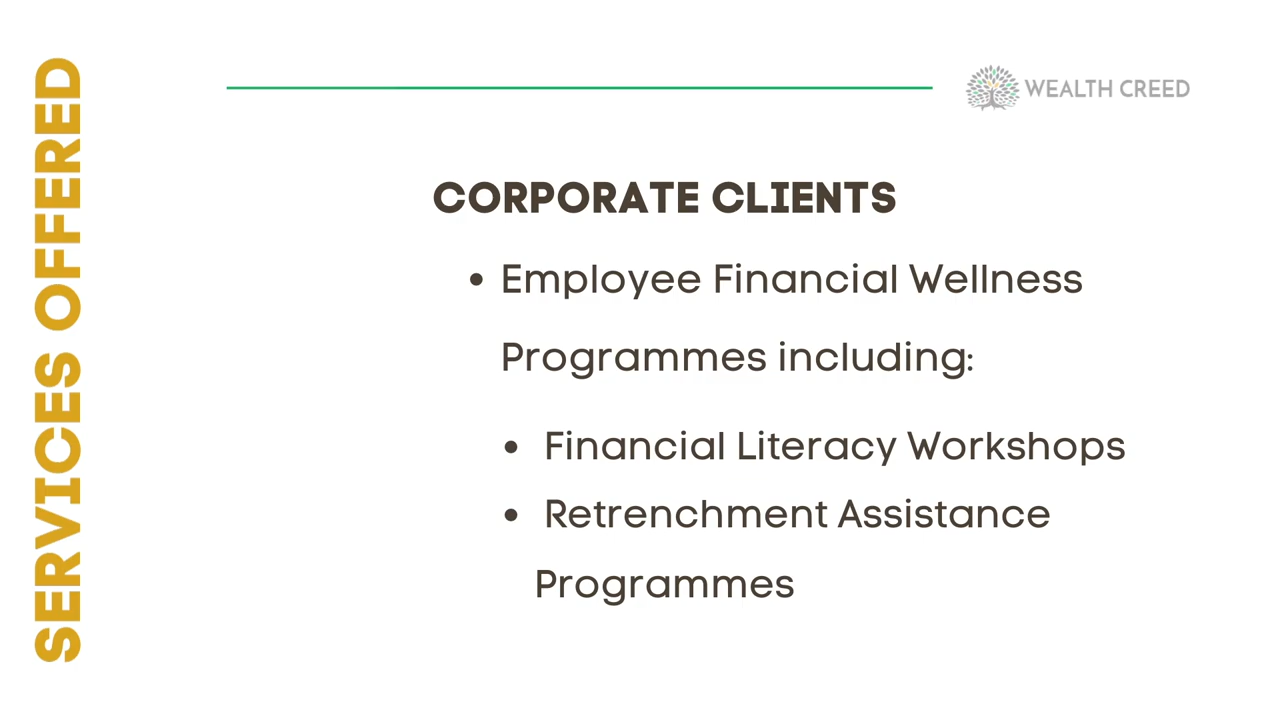 SERVICES OFFERED
WEALTH CREED
CORPORATE CLIENTS
• Employee Financial Wellness
Programmes including:
• Financial Literacy Workshops
• Retrenchment Assistance
Programmes